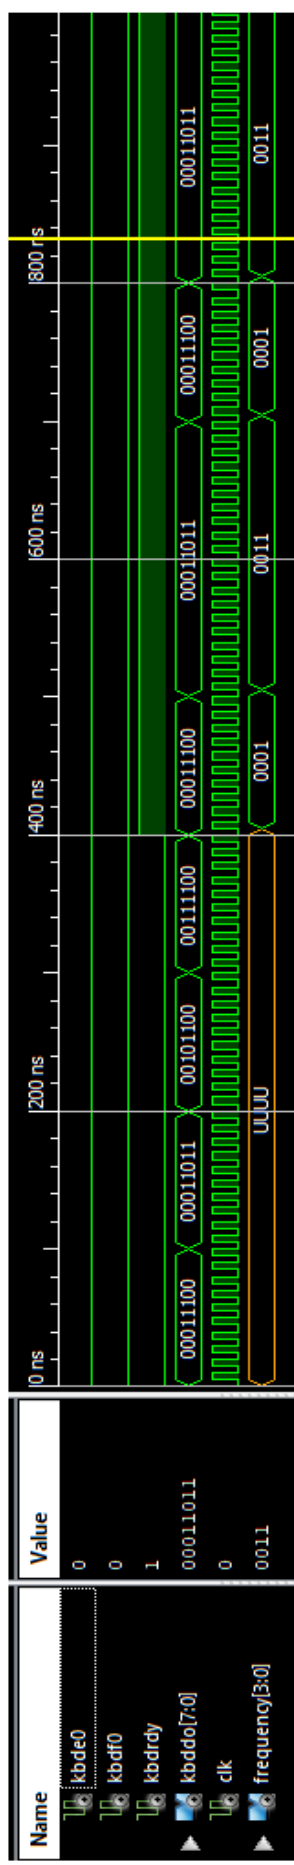 Name Value 0 ns 200 ns 400 ns 600 ns 800 ns
kbde0 0
kbdf0 0
kbdrdy 1
kbddo[7:0] 00011011 00011100 00011011 00101100 00111100 00011100 00011011 00011100 00011011
clk 0
frequency[3:0] 0011 UUUU 0001 0011 0001 0011